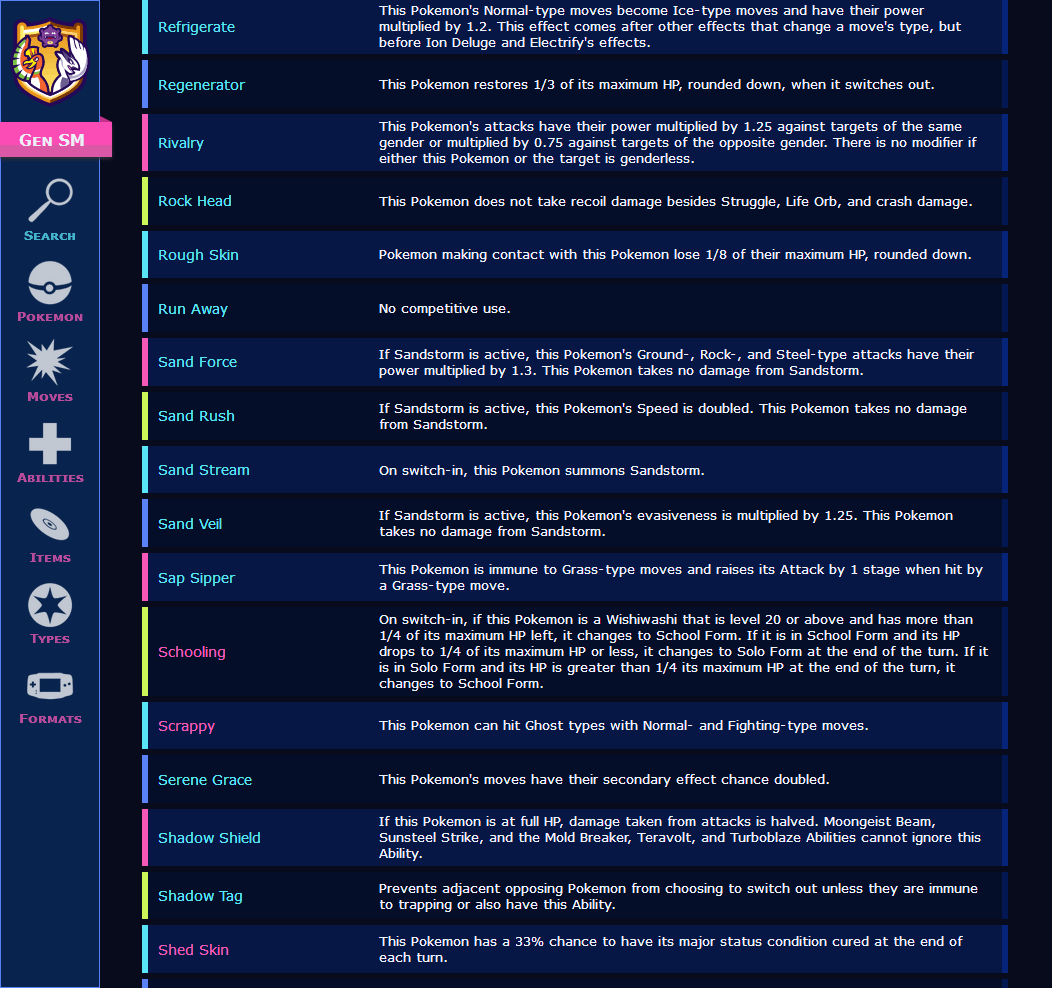 Gen SM
Search
Pokemon
Moves
Abilities
Items
Types
Formats
Refrigerate
This Pokemon's Normal-type moves become Ice-type moves and have their power
multiplied by 1.2. This effect comes after other effects that change a move's type, but
before Ion Deluge and Electrify's effects.
Regenerator
This Pokemon restores 1/3 of its maximum HP, rounded down, when it switches out.
Rivalry
This Pokemon's attacks have their power multiplied by 1.25 against targets of the same
gender or multiplied by 0.75 against targets of the opposite gender. There is no modifier if
either this Pokemon or the target is genderless.
Rock Head
This Pokemon does not take recoil damage besides Struggle, Life Orb, and crash damage.
Rough Skin
Pokemon making contact with this Pokemon lose 1/8 of their maximum HP, rounded down.
Run Away
No competitive use.
Sand Force
If Sandstorm is active, this Pokemon's Ground-, Rock-, and Steel-type attacks have their
power multiplied by 1.3. This Pokemon takes no damage from Sandstorm.
Sand Rush
If Sandstorm is active, this Pokemon's Speed is doubled. This Pokemon takes no damage
from Sandstorm.
Sand Stream
On switch-in, this Pokemon summons Sandstorm.
Sand Veil
If Sandstorm is active, this Pokemon's evasiveness is multiplied by 1.25. This Pokemon
takes no damage from Sandstorm.
Sap Sipper
This Pokemon is immune to Grass-type moves and raises its Attack by 1 stage when hit by
a Grass-type move.
Schooling
On switch-in, if this Pokemon is a Wishiwashi that is level 20 or above and has more than
1/4 of its maximum HP left, it changes to School Form. If it is in School Form and its HP
drops to 1/4 of its maximum HP or less, it changes to Solo Form at the end of the turn. If it
is in Solo Form and its HP is greater than 1/4 its maximum HP at the end of the turn, it
changes to School Form.
Scrappy
This Pokemon can hit Ghost types with Normal- and Fighting-type moves.
Serene Grace
This Pokemon's moves have their secondary effect chance doubled.
Shadow Shield
If this Pokemon is at full HP, damage taken from attacks is halved. Moongeist Beam,
Sunsteel Strike, and the Mold Breaker, Teravolt, and Turboblaze Abilities cannot ignore this
Ability.
Shadow Tag
Prevents adjacent opposing Pokemon from choosing to switch out unless they are immune
to trapping or also have this Ability.
Shed Skin
This Pokemon has a 33% chance to have its major status condition cured at the end of
each turn.